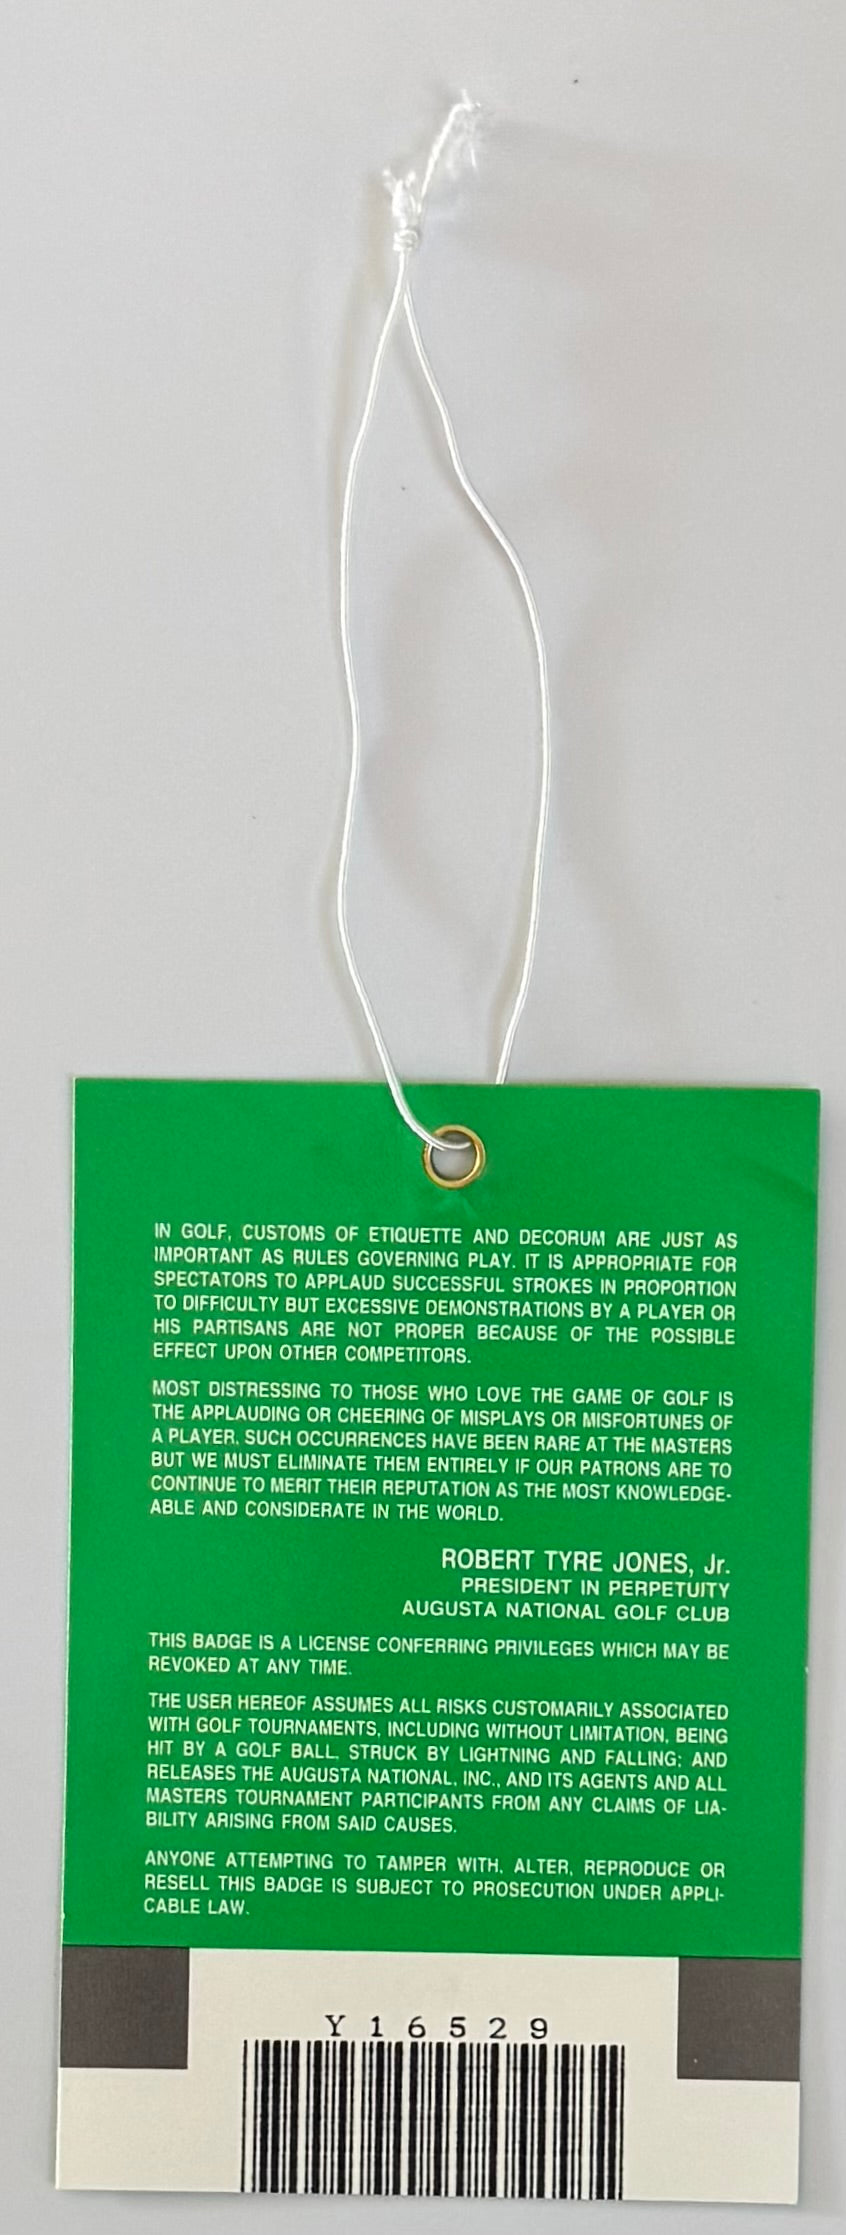 IN GOLF, CUSTOMS OF ETIQUETTE AND DECORUM ARE JUST AS
IMPORTANT AS RULES GOVERNING PLAY. IT IS APPROPRIATE FOR
SPECTATORS TO APPLAUD SUCCESSFUL STROKES IN PROPORTION
TO DIFFICULTY BUT EXCESSIVE DEMONSTRATIONS BY A PLAYER OR
HIS PARTISANS ARE NOT PROPER BECAUSE OF THE POSSIBLE
EFFECT UPON OTHER COMPETITORS.
MOST DISTRESSING TO THOSE WHO LOVE THE GAME OF GOLF IS
THE APPLAUDING OR CHEERING OF MISPLAYS OR MISFORTUNES OF
A PLAYER. SUCH OCCURRENCES HAVE BEEN RARE AT THE MASTERS
BUT WE MUST ELIMINATE THEM ENTIRELY IF OUR PATRONS ARE TO
CONTINUE TO MERIT THEIR REPUTATION AS THE MOST KNOWLEDGE-
ABLE AND CONSIDERATE IN THE WORLD.
ROBERT TYRE JONES, Jr.
PRESIDENT IN PERPETUITY
AUGUSTA NATIONAL GOLF CLUB
THIS BADGE IS A LICENSE CONFERRING PRIVILEGES WHICH MAY BE
REVOKED AT ANY TIME.
THE USER HEREOF ASSUMES ALL RISKS CUSTOMARILY ASSOCIATED
WITH GOLF TOURNAMENTS, INCLUDING WITHOUT LIMITATION, BEING
HIT BY A GOLF BALL, STRUCK BY LIGHTNING AND FALLING; AND
RELEASES THE AUGUSTA NATIONAL, INC., AND ITS AGENTS AND ALL
MASTERS TOURNAMENT PARTICIPANTS FROM ANY CLAIMS OF LIA-
BILITY ARISING FROM SAID CAUSES.
ANYONE ATTEMPTING TO TAMPER WITH, ALTER, REPRODUCE OR
RESELL THIS BADGE IS SUBJECT TO PROSECUTION UNDER APPLI-
CABLE LAW.
Y16529